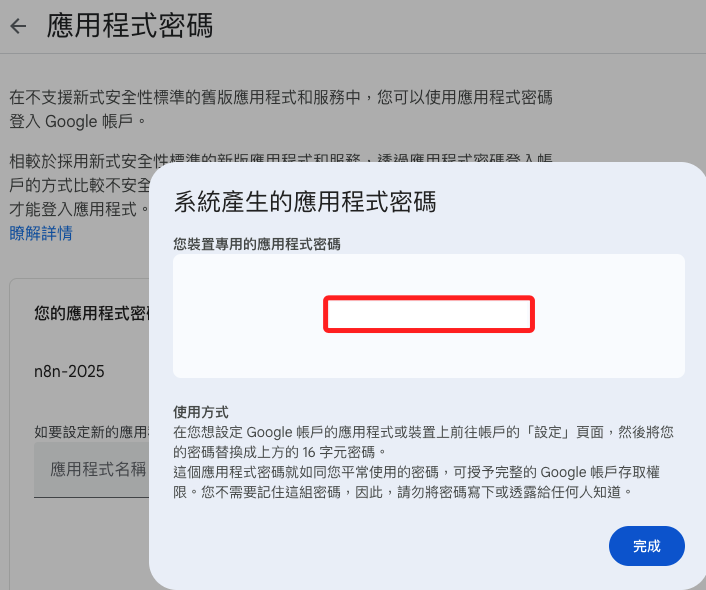 應用程式密碼
在不支援新式安全性標準的舊版應用程式和服務中，您可以使用應用程式密碼
登入 Google 帳戶。
相較於採用新式安全性標準的新版應用程式和服務，透過應用程式密碼登入帳
戶的方式比較不安全
才能登入應用程式。
瞭解詳情
您的應用程式密
n8n-2025
如要設定新的應用
應用程式名稱
系統產生的應用程式密碼
您裝置專用的應用程式密碼
使用方式
在您想設定 Google 帳戶的應用程式或裝置上前往帳戶的「設定」頁面，然後將您
的密碼替換成上方的 16 字元密碼。
這個應用程式密碼就如同您平常使用的密碼，可授予完整的 Google 帳戶存取權
限。您不需要記住這組密碼，因此，請勿將密碼寫下或透露給任何人知道。
完成